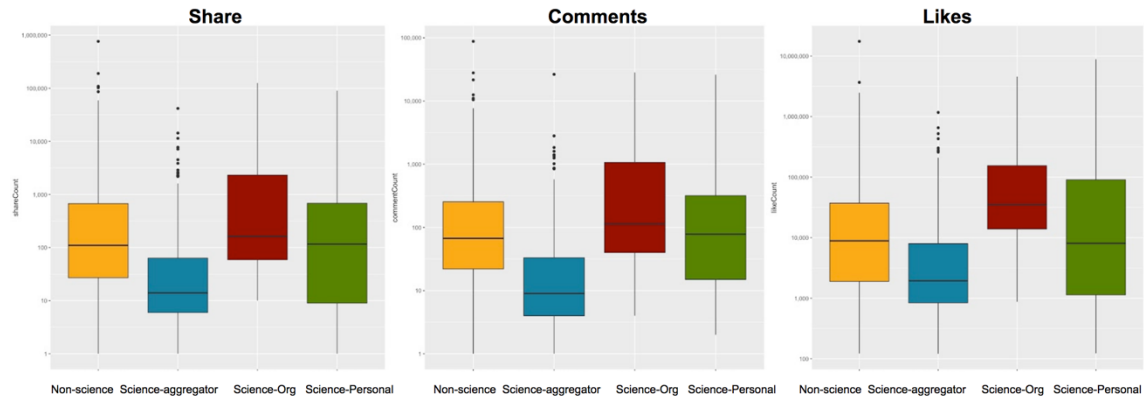 Share
1,000,000
100,000
10,000
1,000
100
10
1
shareCount
Non-science Science-aggregator Science-Org Science-Personal
Comments
100,000
10,000
1,000
100
10
1
commentCount
Non-science Science-aggregator Science-Org Science-Personal
Likes
10,000,000
1,000,000
100,000
10,000
1,000
100
likeCount
Non-science Science-aggregator Science-Org Science-Personal